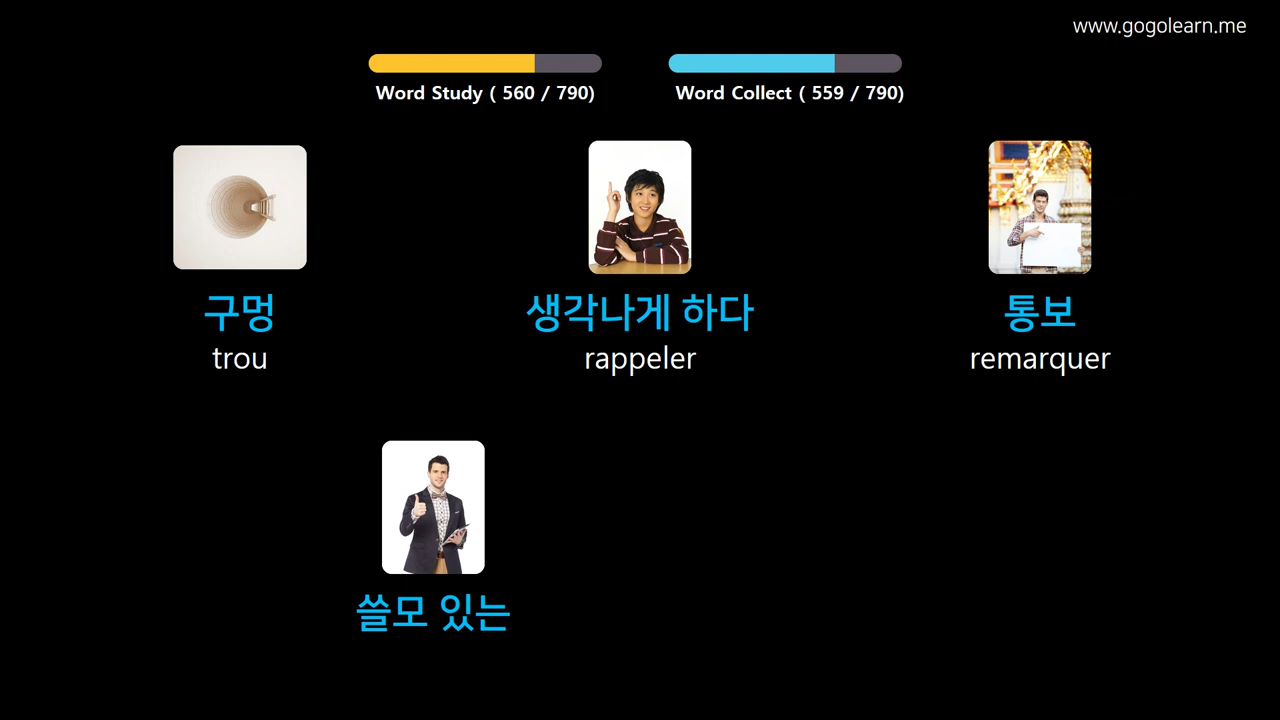 www.gogolearn.me
Word Study ( 560 / 790)
Word Collect ( 559 / 790)
구멍
trou
생각나게 하다
rappeler
통보
remarquer
쓸모 있는